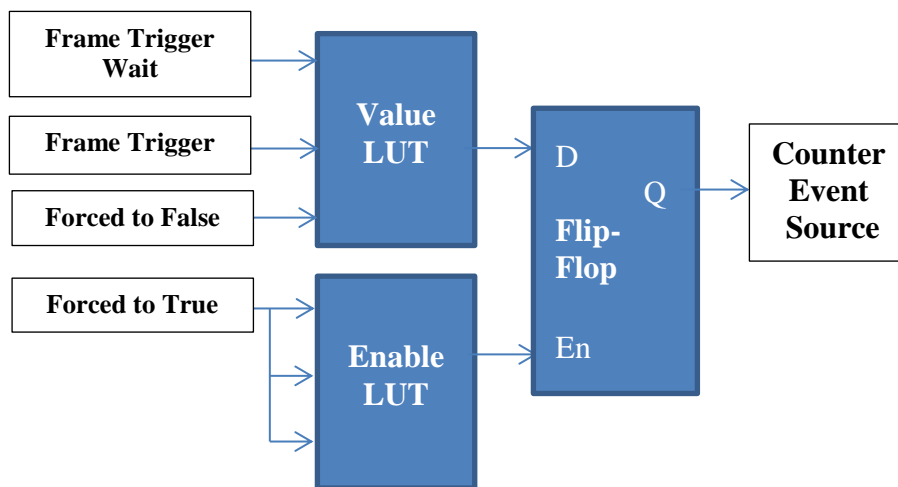 Frame Trigger
Wait
Frame Trigger
Forced to False
Forced to True
Value
LUT
Enable
LUT
D
Q
Flip-
Flop
En
Counter
Event
Source